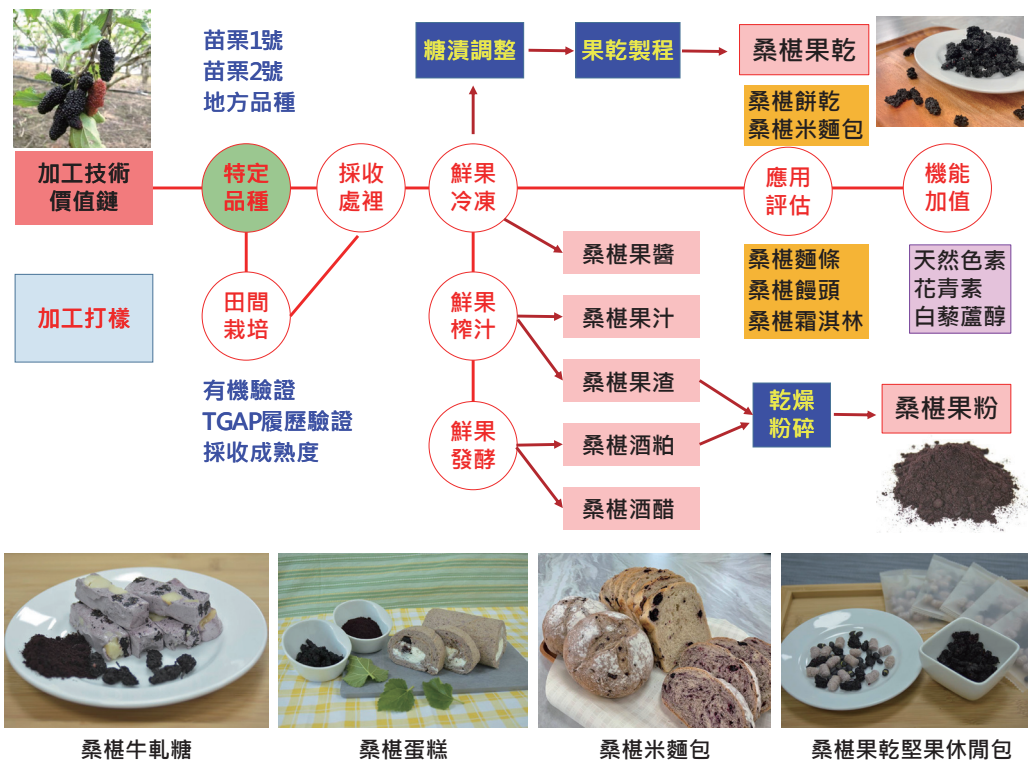 苗栗1號
苗栗2號
地方品種
糖漬調整
果乾製程
桑椹果乾
桑椹餅乾
桑椹米麵包
加工技術
價值鏈
特定
品種
採收
處裡
鮮果
冷凍
應用
評估
機能
加值
桑椹果醬
桑椹麵條
桑椹饅頭
桑椹霜淇林
天然色素
花青素
白藜蘆醇
加工打樣
田間
栽培
鮮果
榨汁
桑椹果汁
桑椹果渣
有機驗證
TGAP履歷驗證
採收成熟度
鮮果
發酵
桑椹酒粕
桑椹酒醋
乾燥
粉碎
桑椹果粉
桑椹牛軋糖
桑椹蛋糕
桑椹米麵包
桑椹果乾堅果休閒包